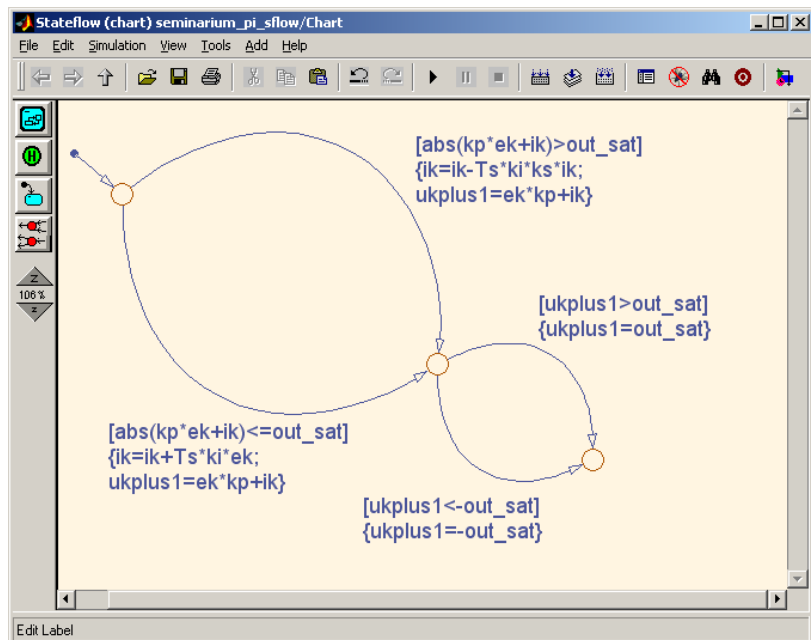 Stateflow (chart) seminarium_pi_sflow/Chart
File Edit Simulation View Tools Add Help
[abs(kp*ek+ik)>out_sat]
{ik=ik-Ts*ki*ks*ik;
ukplus1=ek*kp+ik}
H
Z
106%
z
[ukplus1>out_sat]
{ukplus1=out_sat}
[abs(kp*ek+ik)<=out_sat]
{ik=ik+Ts*ki*ek;
ukplus1=ek*kp+ik}
[ukplus1<-out_sat]
{ukplus1=-out_sat}
Edit Label